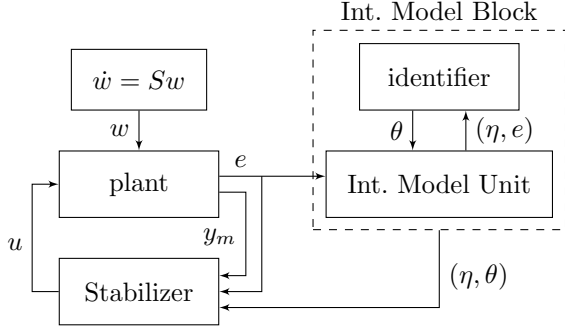 Int. Model Block
ẇ = Sw
identifier
w
θ
(η, e)
e
plant
Int. Model Unit
y_m
u
(η, θ)
Stabilizer